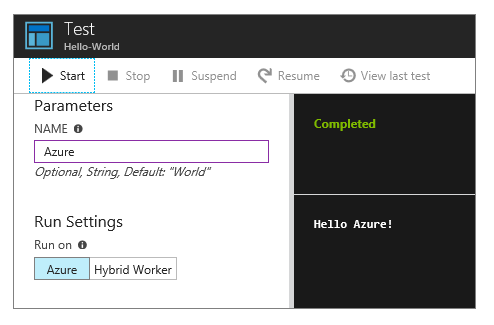 Test
Hello-World
Start Stop Suspend Resume View last test
Parameters
NAME
Azure
Optional, String, Default: "World"
Run Settings
Run on
Azure Hybrid Worker
Completed
Hello Azure!